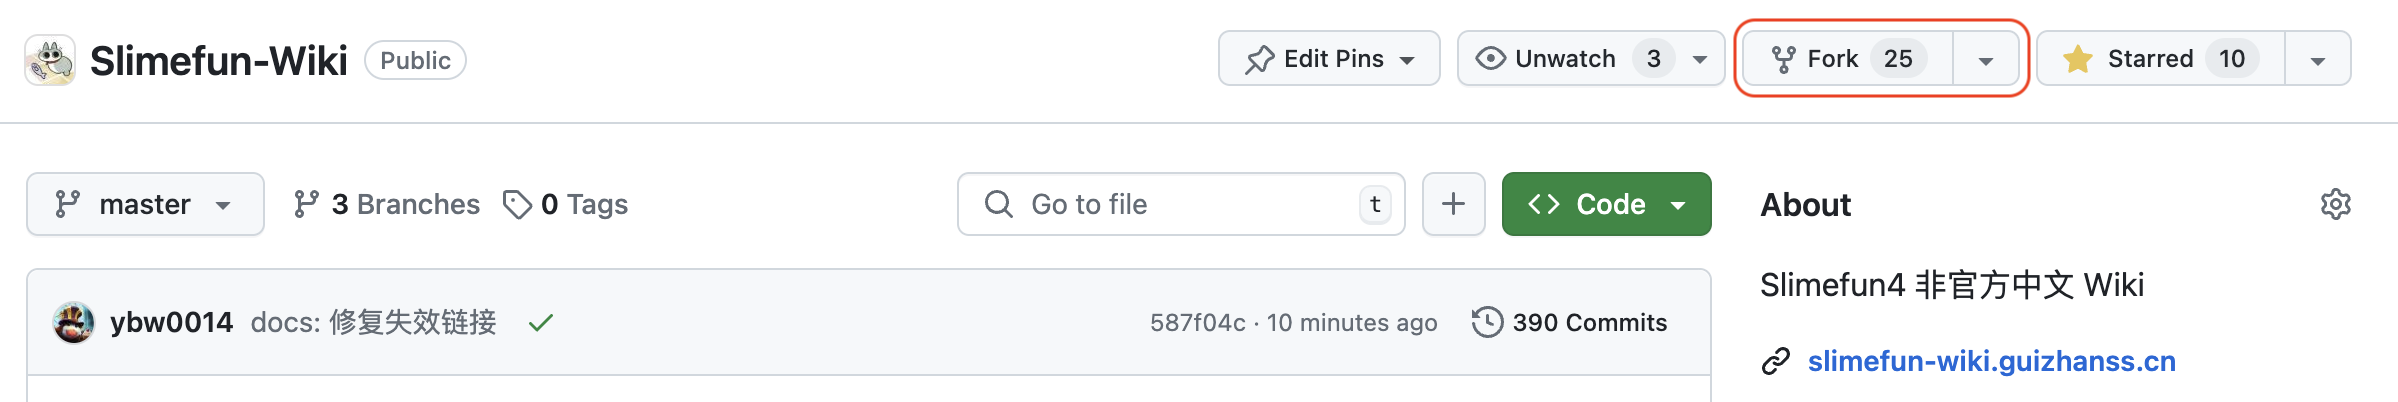 Slimefun-Wiki Public Edit Pins Unwatch 3 Fork 25 Starred 10
master 3 Branches 0 Tags Go to file t Code About
Slimefun4 非官方中文 Wiki
ybw0014 docs: 修复失效链接 587f04c · 10 minutes ago 390 Commits
slimefun-wiki.guizhanss.cn